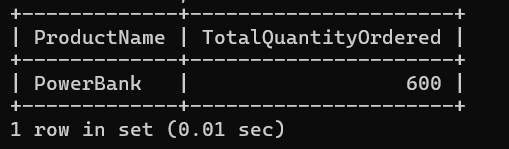 +-------------+----------------------+
| ProductName | TotalQuantityOrdered |
+-------------+----------------------+
| PowerBank   |                  600 |
+-------------+----------------------+
1 row in set (0.01 sec)